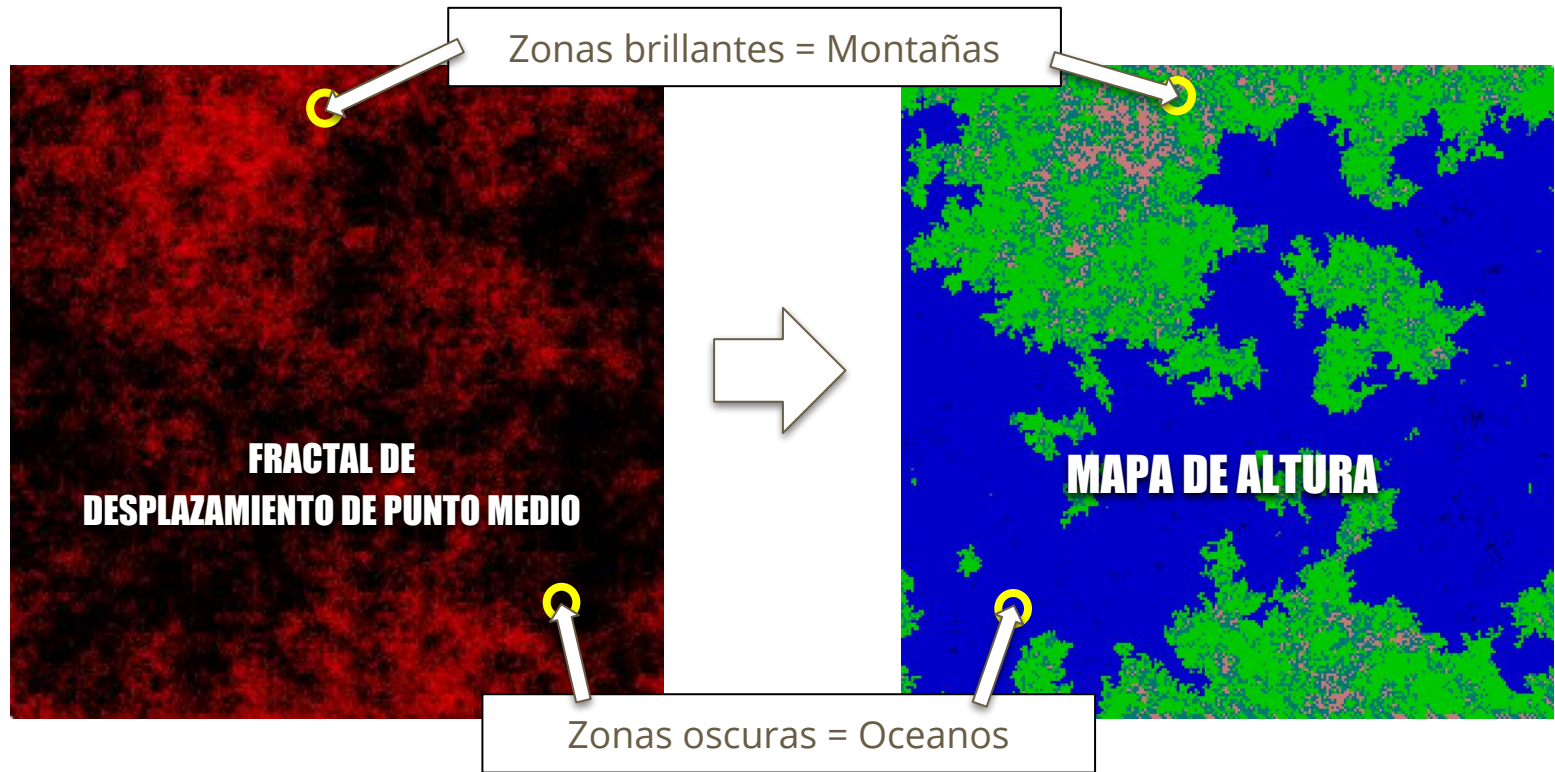 Zonas brillantes = Montañas
FRACTAL DE
DESPLAZAMIENTO DE PUNTO MEDIO
MAPA DE ALTURA
Zonas oscuras = Oceanos